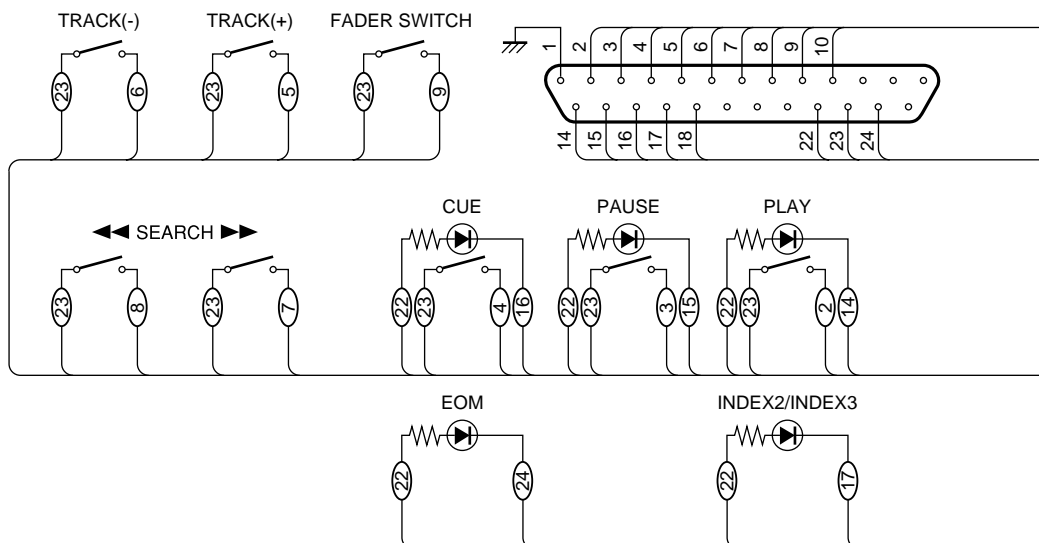 TRACK(-) TRACK(+) FADER SWITCH
1 2 3 4 5 6 7 8 9 10
23 6 23 5 23 9
14 15 16 17 18 22 23 24
CUE PAUSE PLAY
◀◀ SEARCH ▶▶
23 8 23 7 22 23 4 16 22 23 3 15 22 23 2 14
EOM INDEX2/INDEX3
22 24 22 17